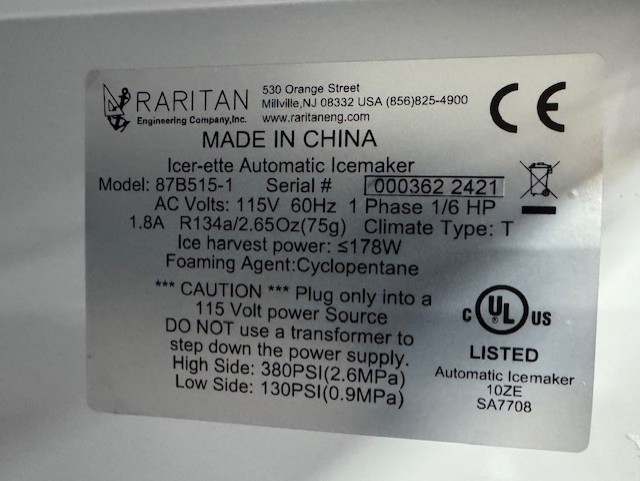 RARITAN
Engineering Company,Inc.
530 Orange Street
Millville,NJ 08332 USA (856)825-4900
www.raritaneng.com
CE
MADE IN CHINA
Icer-ette Automatic Icemaker
Model: 87B515-1 Serial # 000362 2421
AC Volts: 115V 60Hz 1 Phase 1/6 HP
1.8A R134a/2.65Oz(75g) Climate Type: T
Ice harvest power: ≤178W
Foaming Agent:Cyclopentane
*** CAUTION *** Plug only into a
115 Volt power Source
DO NOT use a transformer to
step down the power supply.
High Side: 380PSI(2.6MPa)
Low Side: 130PSI(0.9MPa)
C UL US
LISTED
Automatic Icemaker
10ZE
SA7708